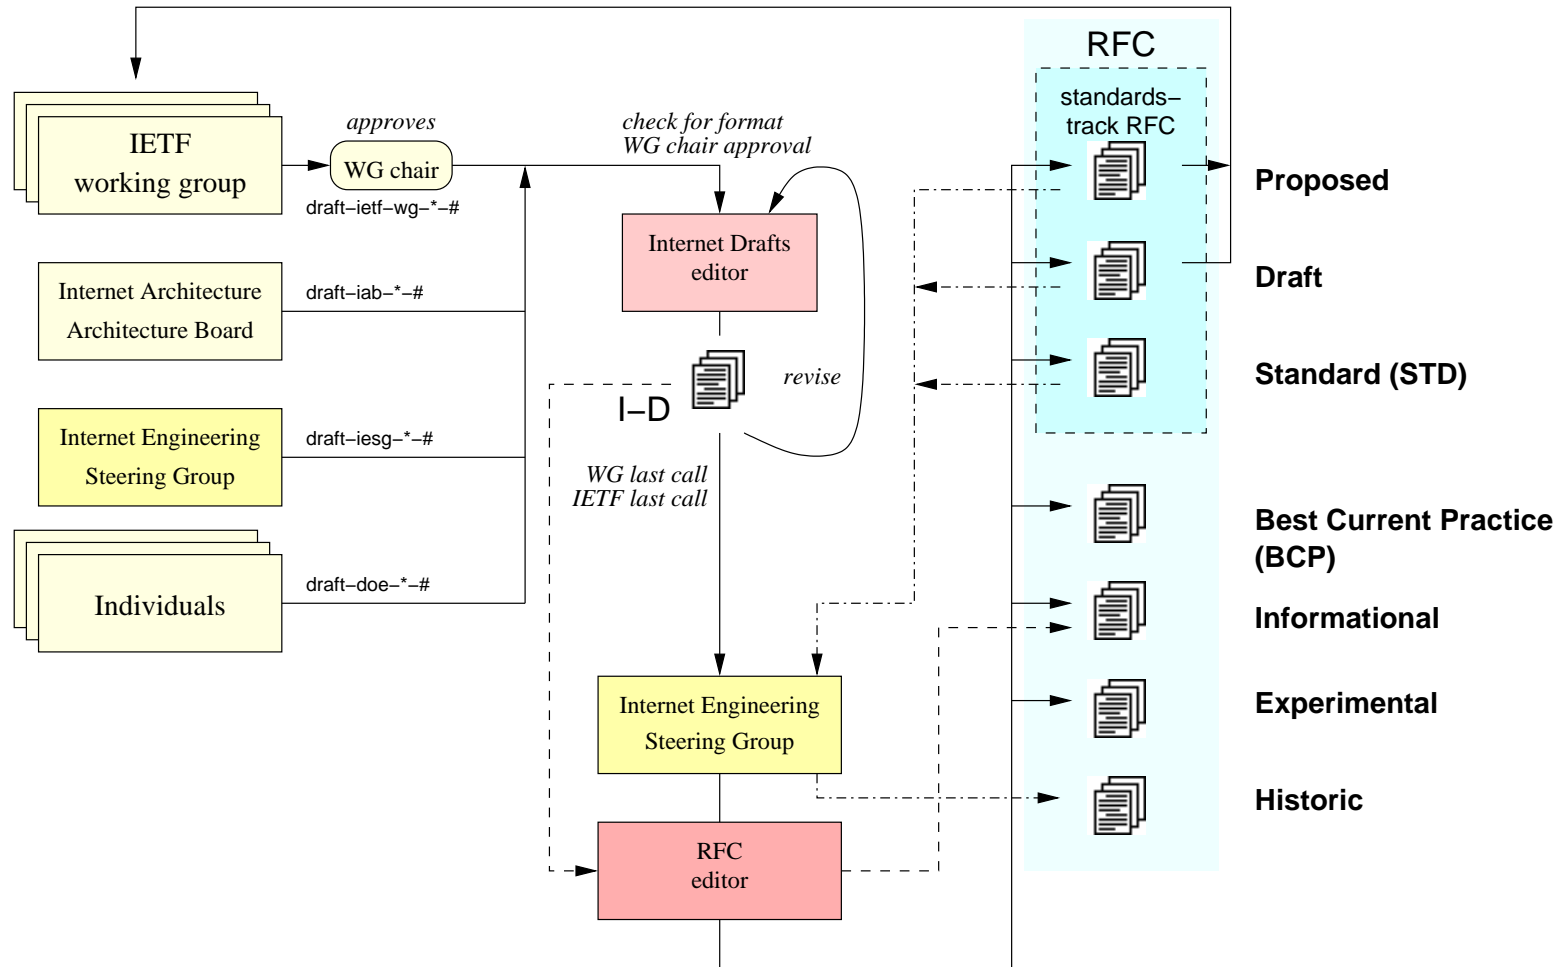 RFC
standards–
track RFC
IETF
working group
approves
WG chair
draft–ietf–wg–*–#
check for format
WG chair approval
Internet Drafts
editor
Internet Architecture
Architecture Board
draft–iab–*–#
I–D
revise
Internet Engineering
Steering Group
draft–iesg–*–#
WG last call
IETF last call
Individuals
draft–doe–*–#
Internet Engineering
Steering Group
RFC
editor
Proposed
Draft
Standard (STD)
Best Current Practice
(BCP)
Informational
Experimental
Historic